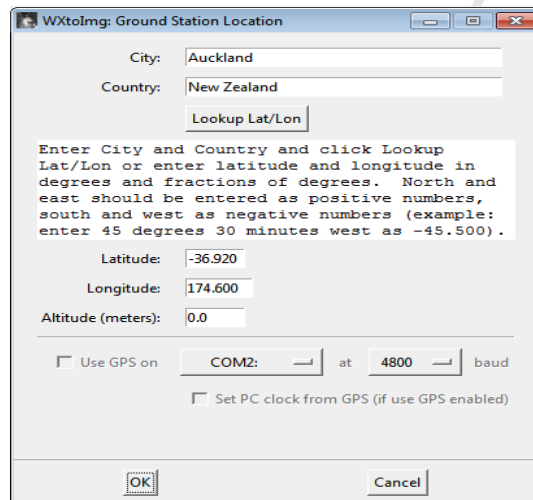 WXtoImg: Ground Station Location
City: Auckland
Country: New Zealand
Lookup Lat/Lon
Enter City and Country and click Lookup
Lat/Lon or enter latitude and longitude in
degrees and fractions of degrees.  North and
east should be entered as positive numbers,
south and west as negative numbers (example:
enter 45 degrees 30 minutes west as -45.500).
Latitude: -36.920
Longitude: 174.600
Altitude (meters): 0.0
Use GPS on COM2: at 4800 baud
Set PC clock from GPS (if use GPS enabled)
OK Cancel